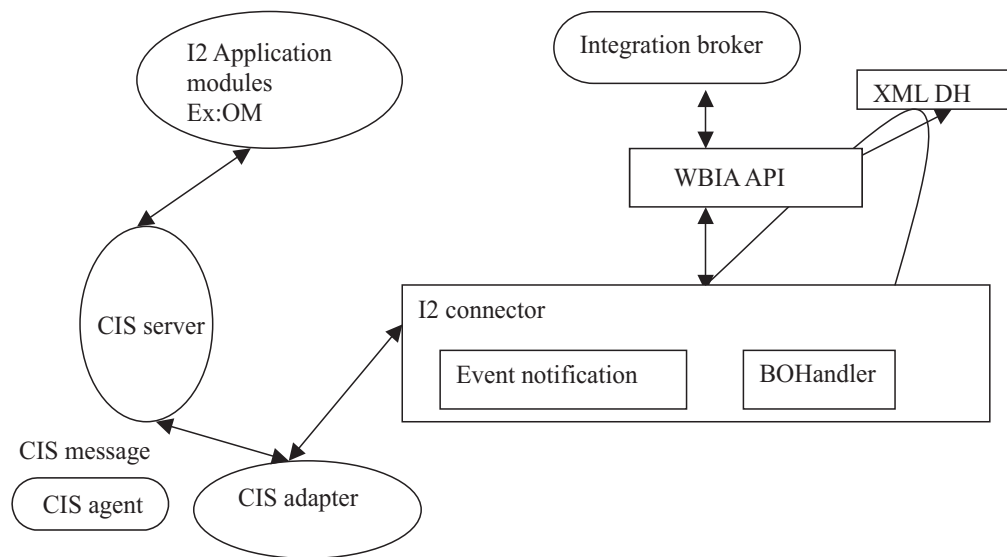 I2 Application
modules
Ex:OM
Integration broker
XML DH
WBIA API
CIS server
I2 connector
Event notification
BOHandler
CIS message
CIS agent
CIS adapter